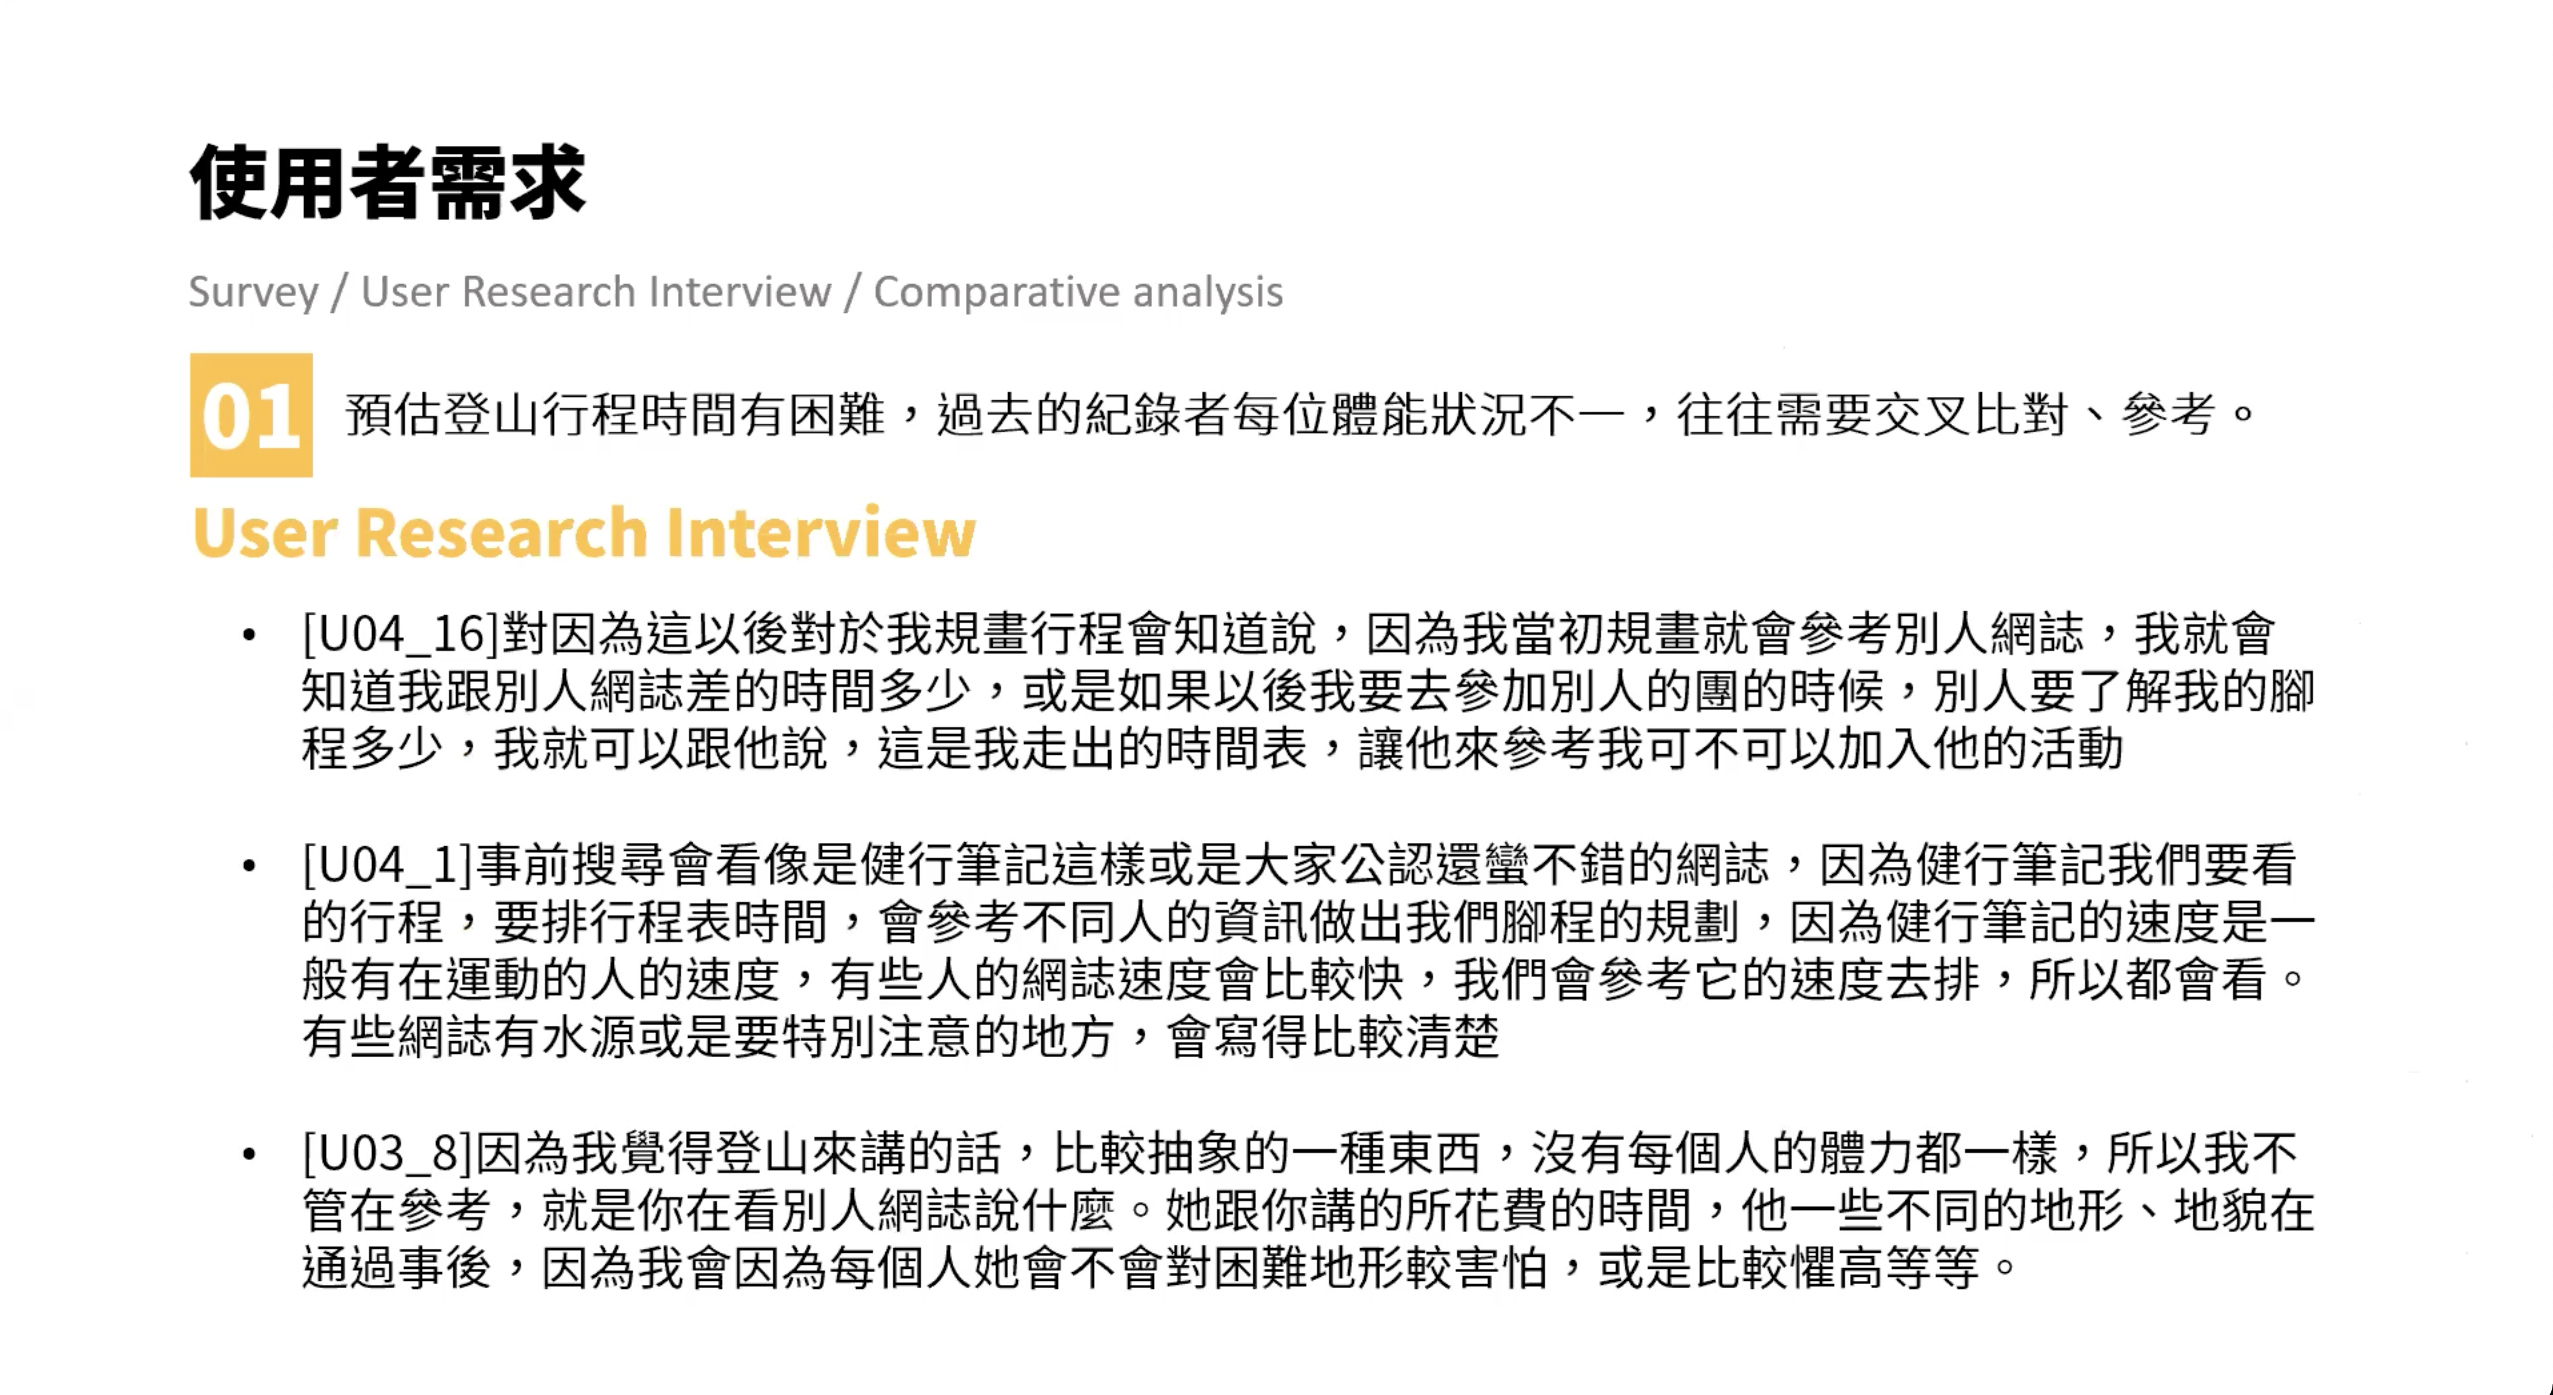 使用者需求
Survey / User Research Interview / Comparative analysis
01 預估登山行程時間有困難，過去的紀錄者每位體能狀況不一，往往需要交叉比對、參考。
User Research Interview
• [U04_16]對因為這以後對於我規畫行程會知道說，因為我當初規畫就會參考別人網誌，我就會
知道我跟別人網誌差的時間多少，或是如果以後我要去參加別人的團的時候，別人要了解我的腳
程多少，我就可以跟他說，這是我走出的時間表，讓他來參考我可不可以加入他的活動
• [U04_1]事前搜尋會看像是健行筆記這樣或是大家公認還蠻不錯的網誌，因為健行筆記我們要看
的行程，要排行程表時間，會參考不同人的資訊做出我們腳程的規劃，因為健行筆記的速度是一
般有在運動的人的速度，有些人的網誌速度會比較快，我們會參考它的速度去排，所以都會看。
有些網誌有水源或是要特別注意的地方，會寫得比較清楚
• [U03_8]因為我覺得登山來講的話，比較抽象的一種東西，沒有每個人的體力都一樣，所以我不
管在參考，就是你在看別人網誌說什麼。她跟你講的所花費的時間，他一些不同的地形、地貌在
通過事後，因為我會因為每個人她會不會對困難地形較害怕，或是比較懼高等等。